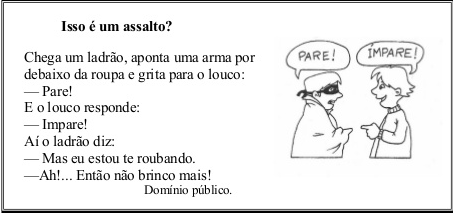 Isso é um assalto?
Chega um ladrão, aponta uma arma por
debaixo da roupa e grita para o louco:
— Pare!
E o louco responde:
— Impare!
Aí o ladrão diz:
— Mas eu estou te roubando.
—Ah!... Então não brinco mais!
Domínio público.
PARE!
ÍMPARE!